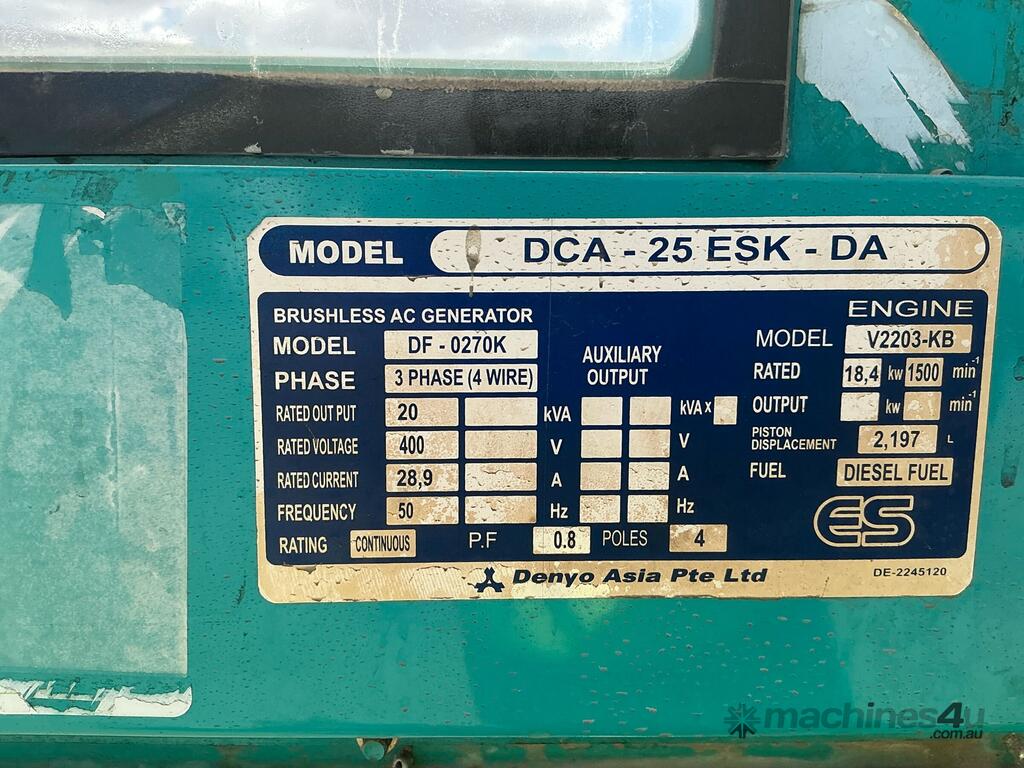 MODEL DCA - 25 ESK - DA
BRUSHLESS AC GENERATOR
MODEL DF - 0270K
PHASE 3 PHASE (4 WIRE)
RATED OUT PUT 20 kVA
RATED VOLTAGE 400 V
RATED CURRENT 28,9 A
FREQUENCY 50 Hz
RATING CONTINUOUS P.F 0.8 POLES 4
AUXILIARY
OUTPUT
kVA x
V
A
Hz
ENGINE
MODEL V2203-KB
RATED 18,4 kw 1500 min-1
OUTPUT kw min-1
PISTON
DISPLACEMENT 2,197 L
FUEL DIESEL FUEL
ES
Denyo Asia Pte Ltd
DE-2245120
machines4u
.com.au